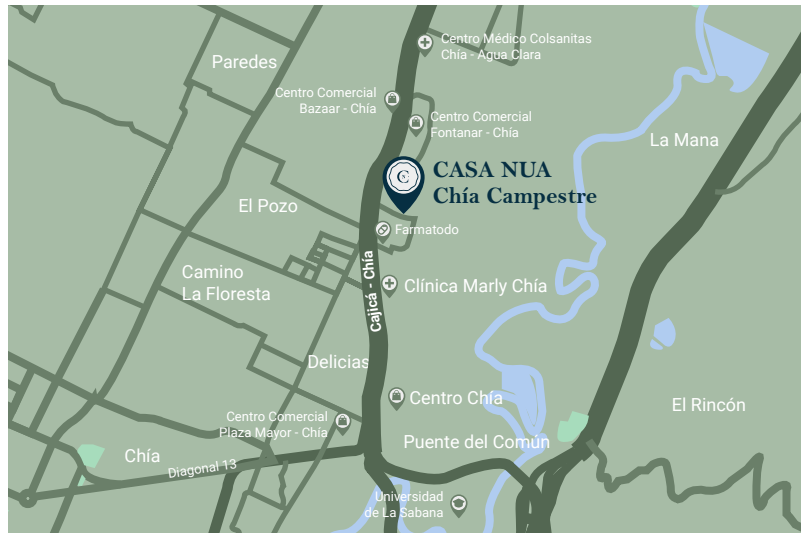 Centro Médico Colsanitas
Chía - Agua Clara
Paredes
Centro Comercial
Bazaar - Chía
Centro Comercial
Fontanar - Chía
La Mana
C
CASA NUA
Chía Campestre
El Pozo
Farmatodo
Camino
La Floresta
Clínica Marly Chía
Cajicá - Chía
Delicias
Centro Chía
El Rincón
Centro Comercial
Plaza Mayor - Chía
Puente del Común
Chía
Diagonal 13
Universidad
de La Sabana